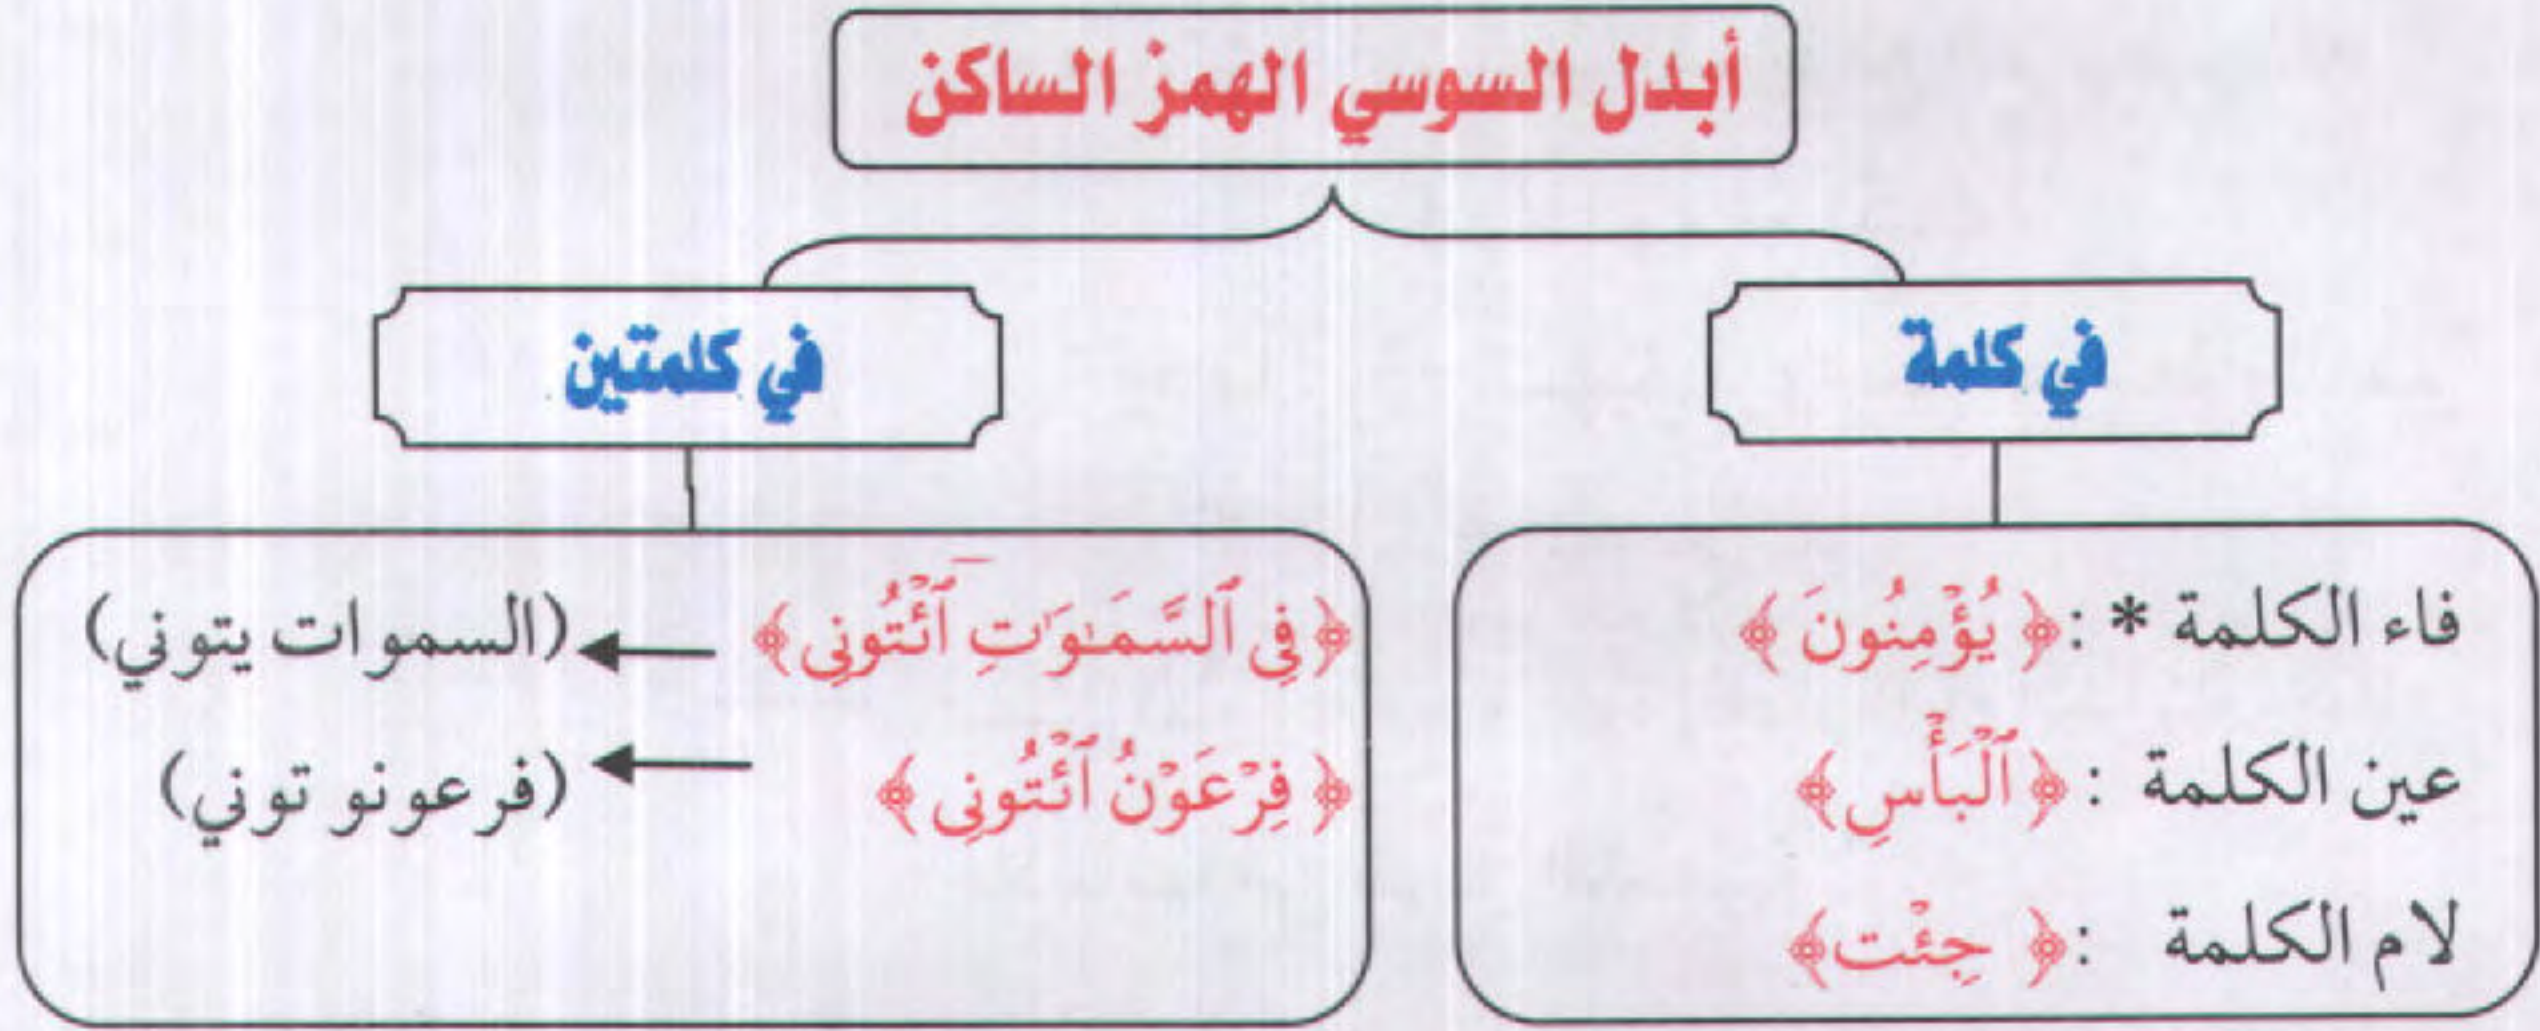 أبدل السوسي الهمز الساكن
في كلمة
في كلمتين
فاء الكلمة * : ﴿ يُؤْمِنُونَ ﴾
عين الكلمة : ﴿ ٱلْبَأْسِ ﴾
لام الكلمة : ﴿ جِئْت ﴾
﴿ فِي ٱلسَّمَـٰوَٰتِ ٱئْتُونِي ﴾ ← (السموات يتوني)
﴿ فِرْعَوْنُ ٱئْتُونِي ﴾ ← (فرعونو توني)